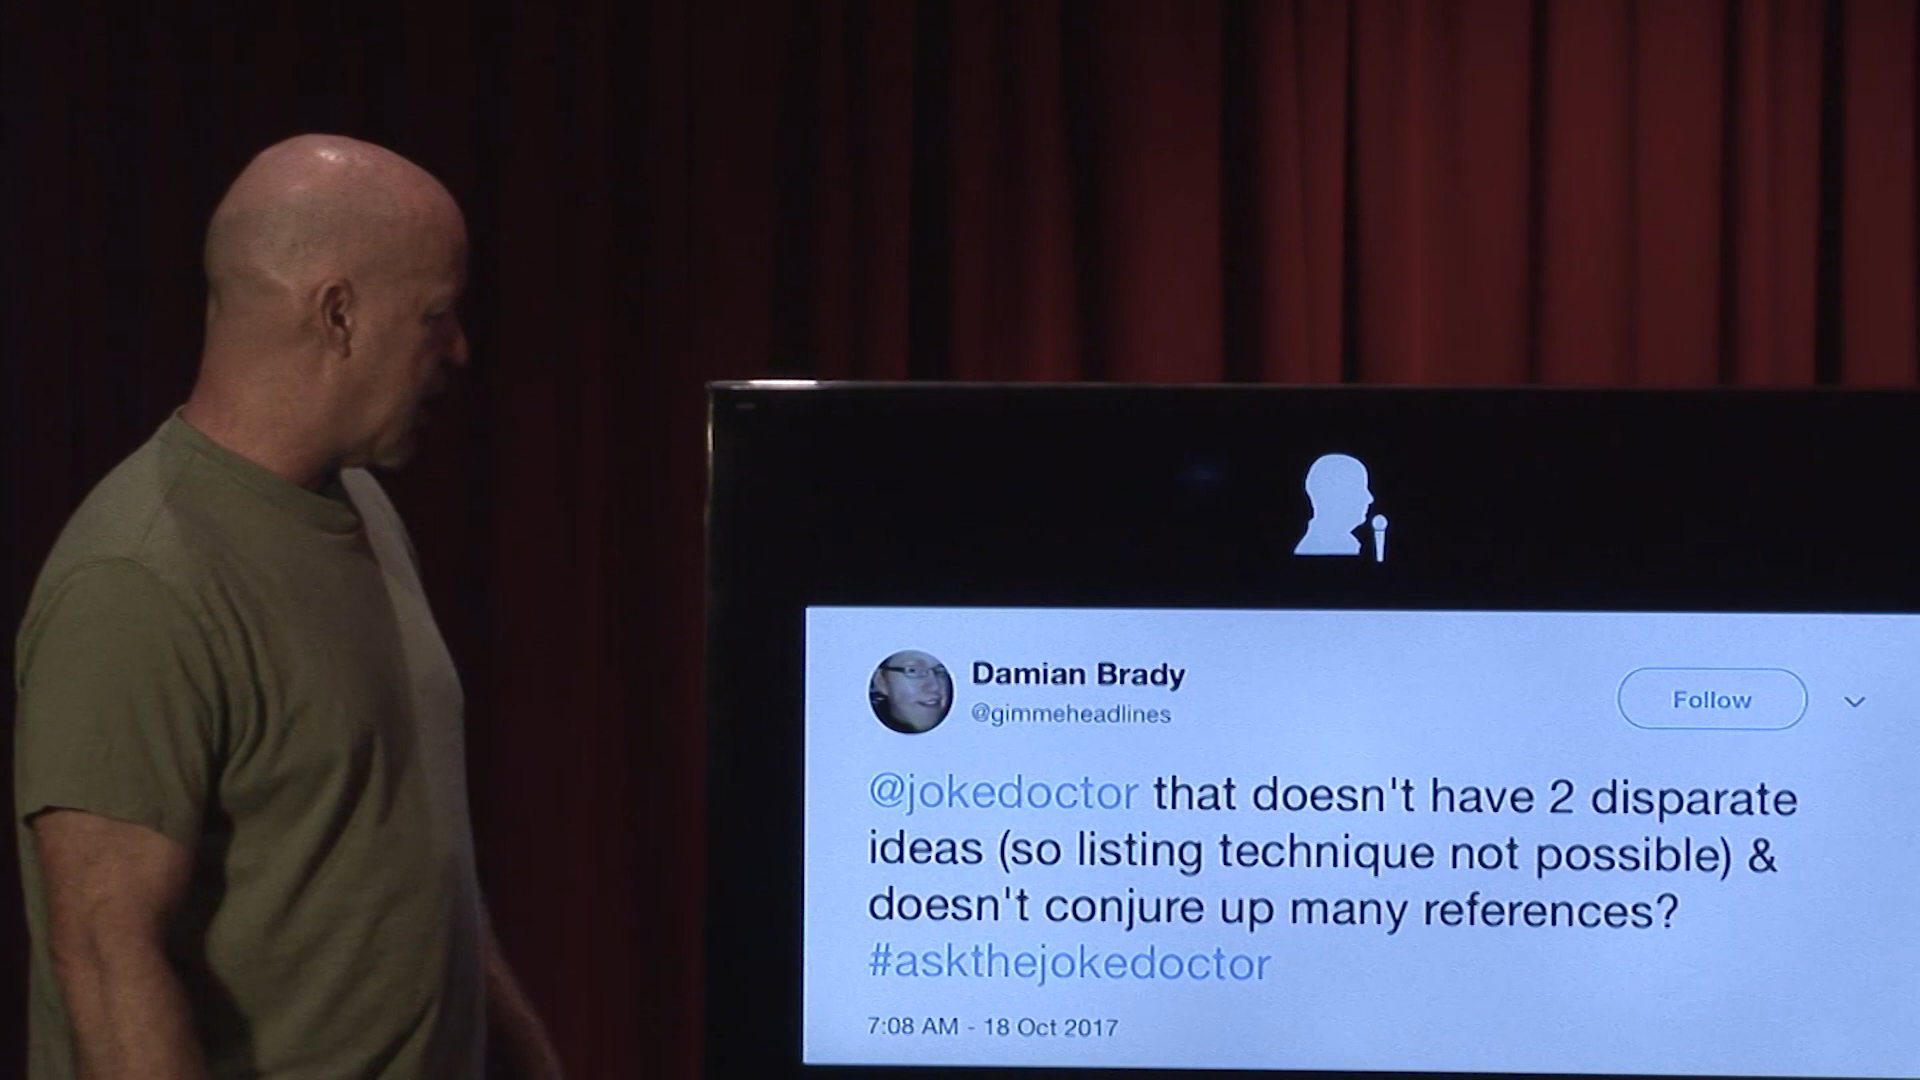 Damian Brady
@gimmeheadlines
Follow
@jokedoctor that doesn't have 2 disparate
ideas (so listing technique not possible) &
doesn't conjure up many references?
#askthejokedoctor
7:08 AM - 18 Oct 2017